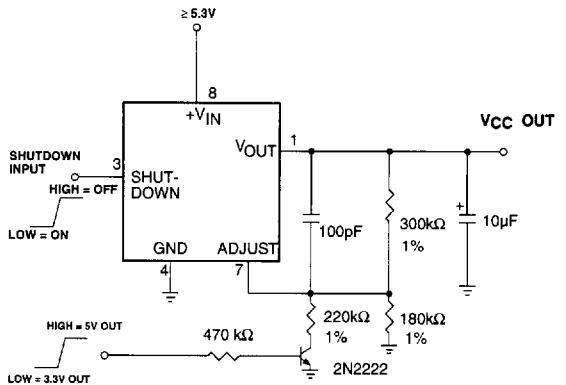 ≥ 5.3V
8
+VIN
VOUT
1
VCC OUT
SHUTDOWN
INPUT
3
SHUT-
DOWN
HIGH = OFF
LOW = ON
GND
4
ADJUST
7
100pF
300kΩ
1%
+
10µF
HIGH = 5V OUT
LOW = 3.3V OUT
470 kΩ
220kΩ
1%
180kΩ
1%
2N2222